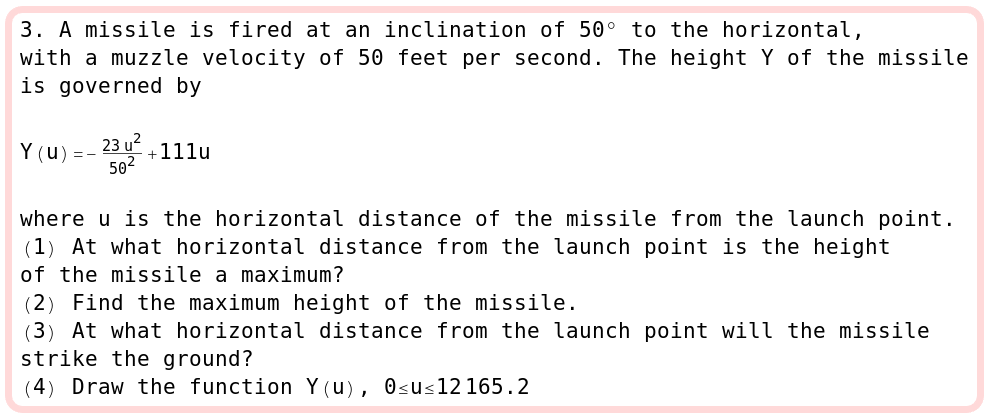 3. A missile is fired at an inclination of 50° to the horizontal,
with a muzzle velocity of 50 feet per second. The height Y of the missile
is governed by
Y(u)=-\frac{23 u^2}{50^2}+111u
where u is the horizontal distance of the missile from the launch point.
(1) At what horizontal distance from the launch point is the height
of the missile a maximum?
(2) Find the maximum height of the missile.
(3) At what horizontal distance from the launch point will the missile
strike the ground?
(4) Draw the function Y(u), 0≤u≤12165.2